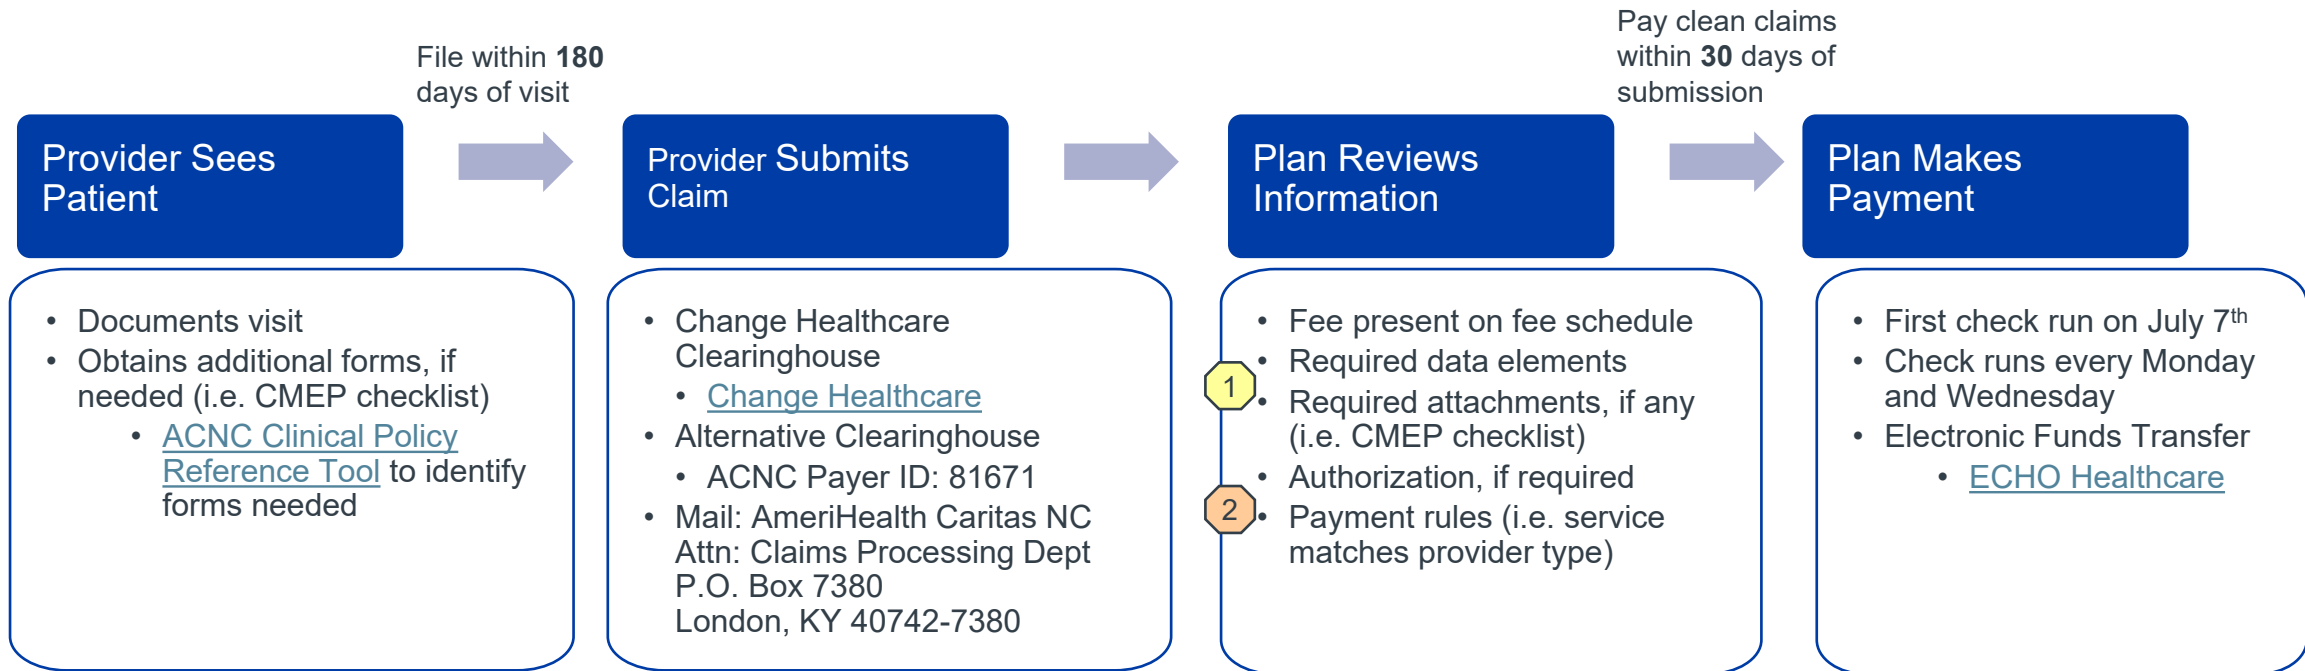 File within 180
days of visit
Pay clean claims
within 30 days of
submission
Provider Sees
Patient
Provider Submits
Claim
Plan Reviews
Information
Plan Makes
Payment
• Documents visit
• Obtains additional forms, if
needed (i.e. CMEP checklist)
• ACNC Clinical Policy
Reference Tool to identify
forms needed
• Change Healthcare
Clearinghouse
• Change Healthcare
• Alternative Clearinghouse
• ACNC Payer ID: 81671
• Mail: AmeriHealth Caritas NC
Attn: Claims Processing Dept
P.O. Box 7380
London, KY 40742-7380
• Fee present on fee schedule
• Required data elements
1
• Required attachments, if any
(i.e. CMEP checklist)
• Authorization, if required
2
• Payment rules (i.e. service
matches provider type)
• First check run on July 7th
• Check runs every Monday
and Wednesday
• Electronic Funds Transfer
• ECHO Healthcare